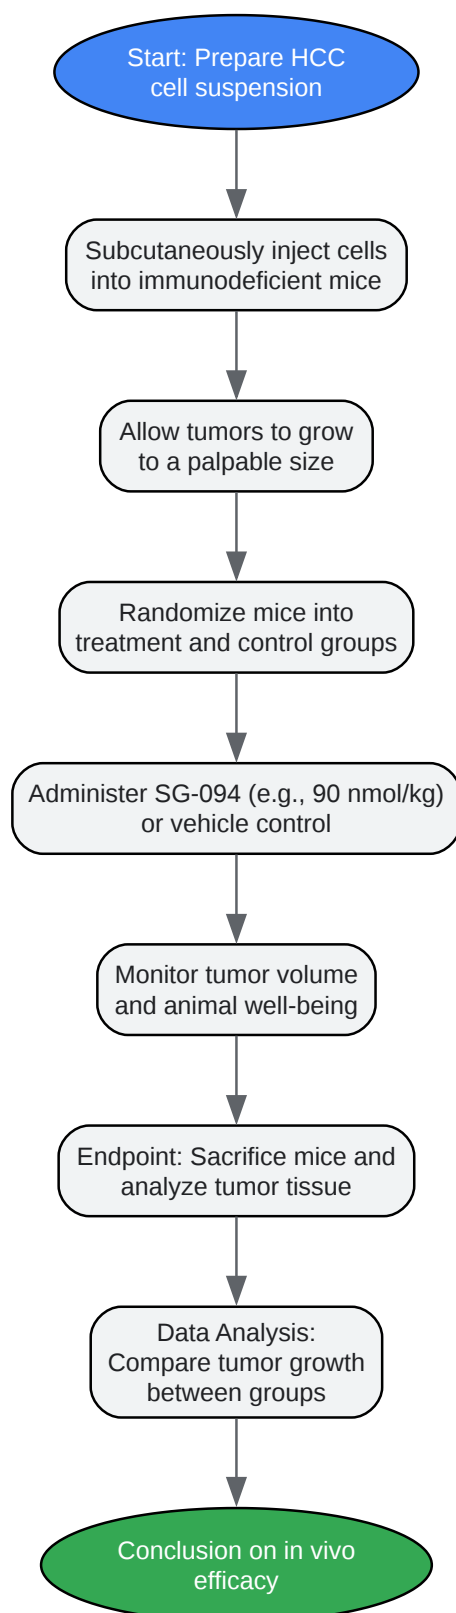 Start: Prepare HCC
cell suspension
Subcutaneously inject cells
into immunodeficient mice
Allow tumors to grow
to a palpable size
Randomize mice into
treatment and control groups
Administer SG-094 (e.g., 90 nmol/kg)
or vehicle control
Monitor tumor volume
and animal well-being
Endpoint: Sacrifice mice and
analyze tumor tissue
Data Analysis:
Compare tumor growth
between groups
Conclusion on in vivo
efficacy